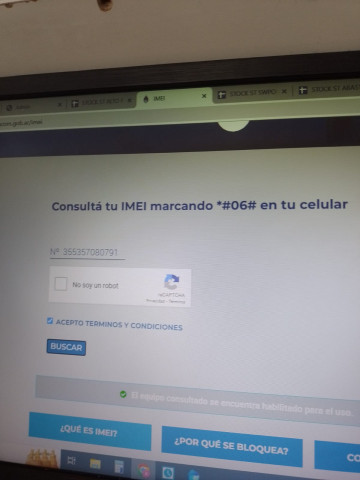 STOCK ST
IMEI
STOCK ST
STOCK ST
Consultá tu IMEI marcando *#06# en tu celular
Nº 355357080791
No soy un robot
reCAPTCHA
Privacidad - Términos
ACEPTO TERMINOS Y CONDICIONES
BUSCAR
El equipo consultado se encuentra habilitado para el uso
¿QUÉ ES IMEI?
¿POR QUÉ SE BLOQUEA?
CO